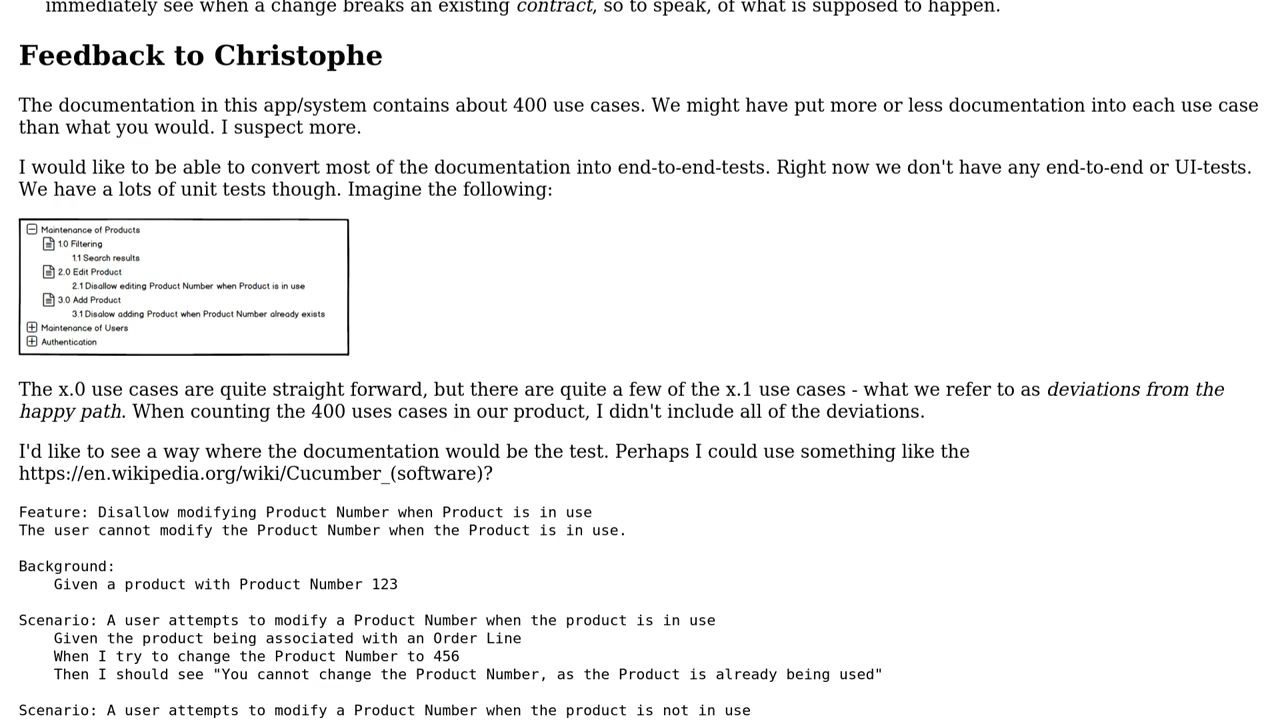 immediately see when a change breaks an existing contract, so to speak, of what is supposed to happen.
Feedback to Christophe
The documentation in this app/system contains about 400 use cases. We might have put more or less documentation into each use case
than what you would. I suspect more.
I would like to be able to convert most of the documentation into end-to-end-tests. Right now we don't have any end-to-end or UI-tests.
We have a lots of unit tests though. Imagine the following:
Maintenance of Products
1.0 Filtering
1.1 Search results
2.0 Edit Product
2.1 Disallow editing Product Number when Product is in use
3.0 Add Product
3.1 Disalow adding Product when Product Number already exists
Maintenance of Users
Authentication
The x.0 use cases are quite straight forward, but there are quite a few of the x.1 use cases - what we refer to as deviations from the
happy path. When counting the 400 uses cases in our product, I didn't include all of the deviations.
I'd like to see a way where the documentation would be the test. Perhaps I could use something like the
https://en.wikipedia.org/wiki/Cucumber_(software)?
Feature: Disallow modifying Product Number when Product is in use
The user cannot modify the Product Number when the Product is in use.
Background:
Given a product with Product Number 123
Scenario: A user attempts to modify a Product Number when the product is in use
Given the product being associated with an Order Line
When I try to change the Product Number to 456
Then I should see "You cannot change the Product Number, as the Product is already being used"
Scenario: A user attempts to modify a Product Number when the product is not in use